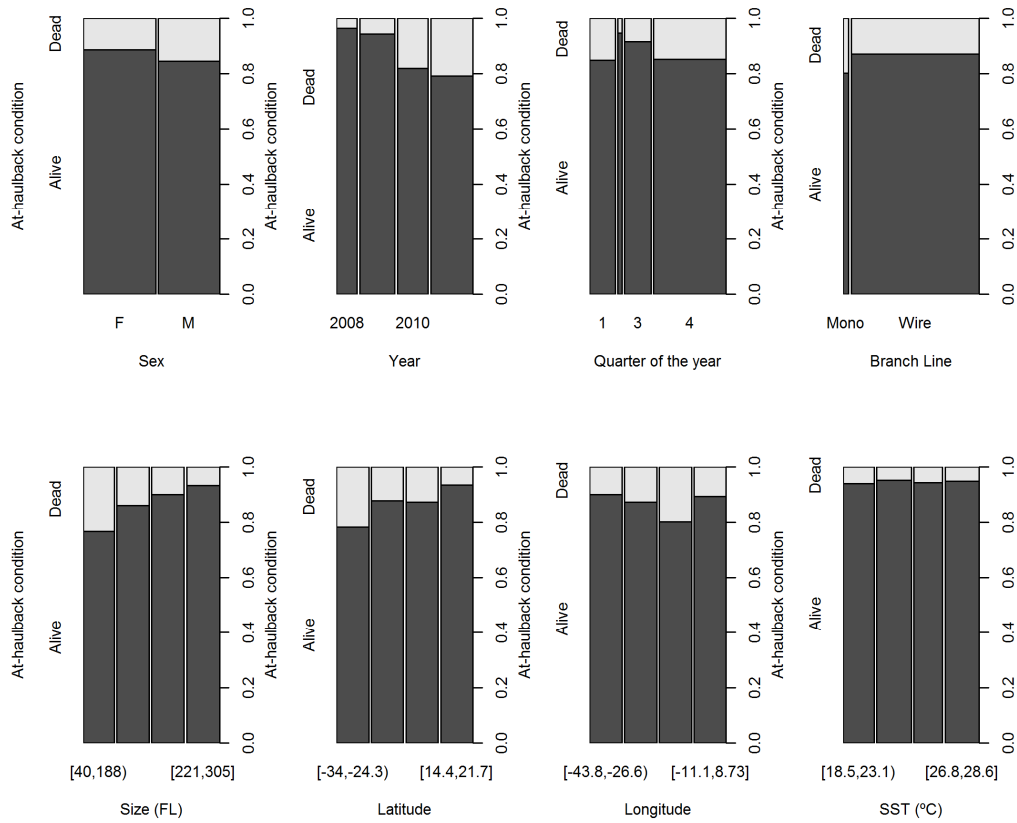 At-haulback condition
Alive Dead
0.0 0.2 0.4 0.6 0.8 1.0
F M
Sex
At-haulback condition
Alive Dead
0.0 0.2 0.4 0.6 0.8 1.0
2008 2010
Year
At-haulback condition
Alive Dead
0.0 0.2 0.4 0.6 0.8 1.0
1 3 4
Quarter of the year
At-haulback condition
Alive Dead
0.0 0.2 0.4 0.6 0.8 1.0
Mono Wire
Branch Line
At-haulback condition
Alive Dead
0.0 0.2 0.4 0.6 0.8 1.0
[40,188) [221,305]
Size (FL)
At-haulback condition
Alive Dead
0.0 0.2 0.4 0.6 0.8 1.0
[-34,-24.3) [14.4,21.7]
Latitude
At-haulback condition
Alive Dead
0.0 0.2 0.4 0.6 0.8 1.0
[-43.8,-26.6) [-11.1,8.73]
Longitude
At-haulback condition
Alive Dead
0.0 0.2 0.4 0.6 0.8 1.0
[18.5,23.1) [26.8,28.6]
SST (ºC)